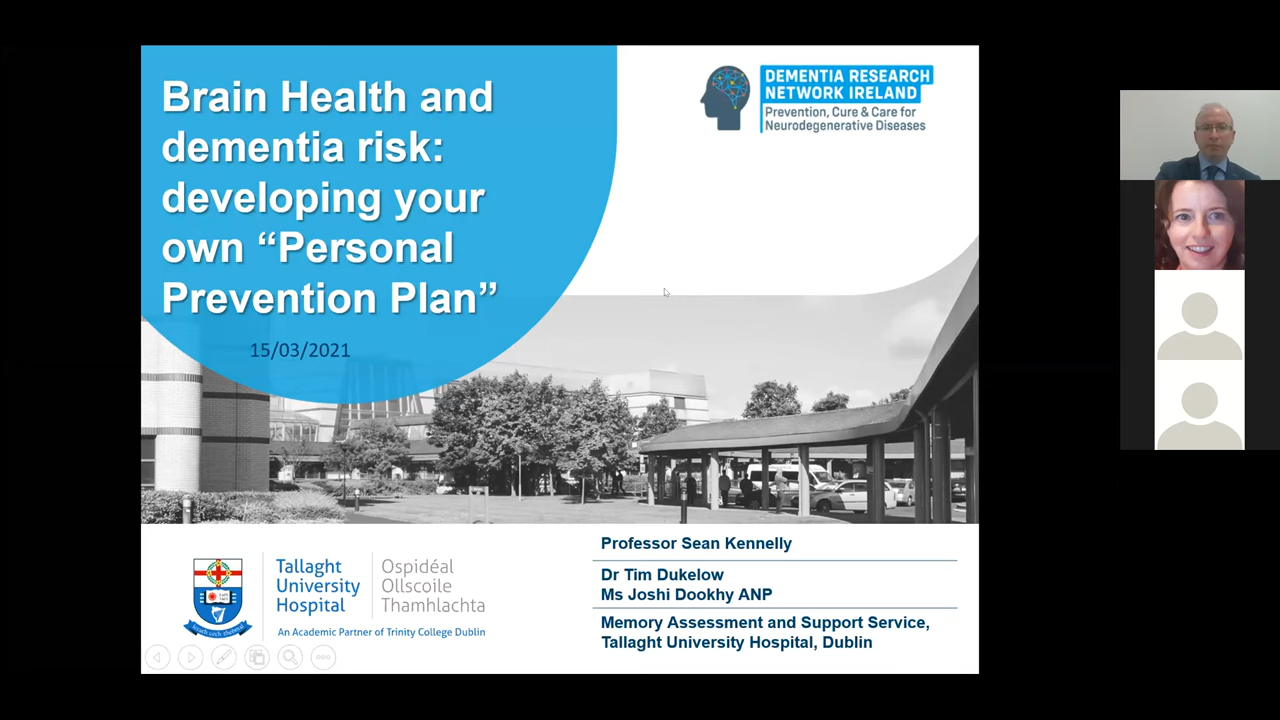 Brain Health and
dementia risk:
developing your
own “Personal
Prevention Plan”
15/03/2021
DEMENTIA RESEARCH
NETWORK IRELAND
Prevention, Cure & Care for
Neurodegenerative Diseases
Tallaght
University
Hospital
Ospidéal
Ollscoile
Thamhlachta
An Academic Partner of Trinity College Dublin
Professor Sean Kennelly
Dr Tim Dukelow
Ms Joshi Dookhy ANP
Memory Assessment and Support Service,
Tallaght University Hospital, Dublin